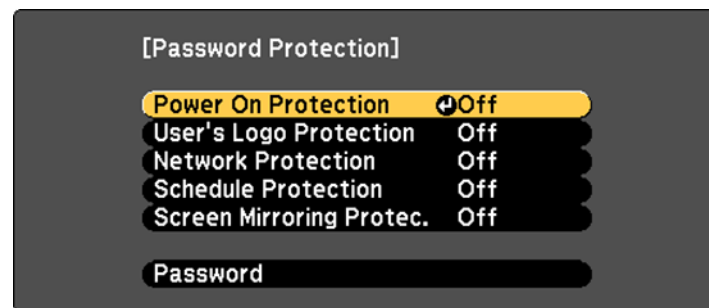 [Password Protection]
Power On Protection Off
User's Logo Protection Off
Network Protection Off
Schedule Protection Off
Screen Mirroring Protec. Off
Password